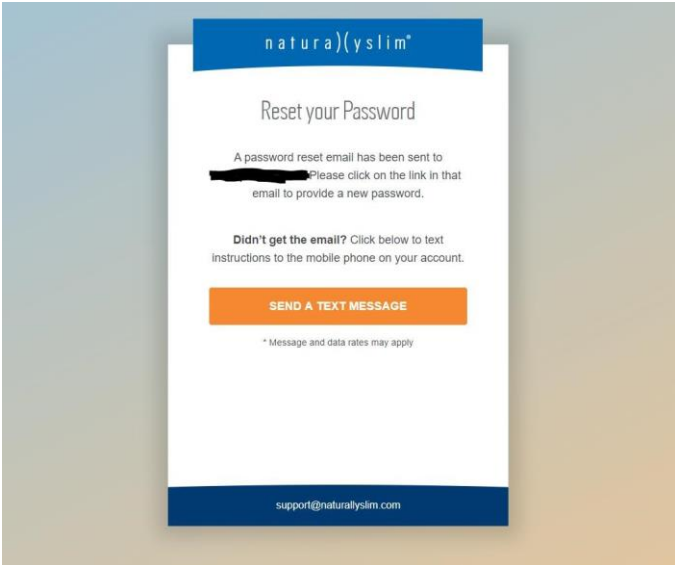 natura)(yslim®
Reset your Password
A password reset email has been sent to
Please click on the link in that
email to provide a new password.
Didn't get the email? Click below to text
instructions to the mobile phone on your account.
SEND A TEXT MESSAGE
* Message and data rates may apply
support@naturallyslim.com